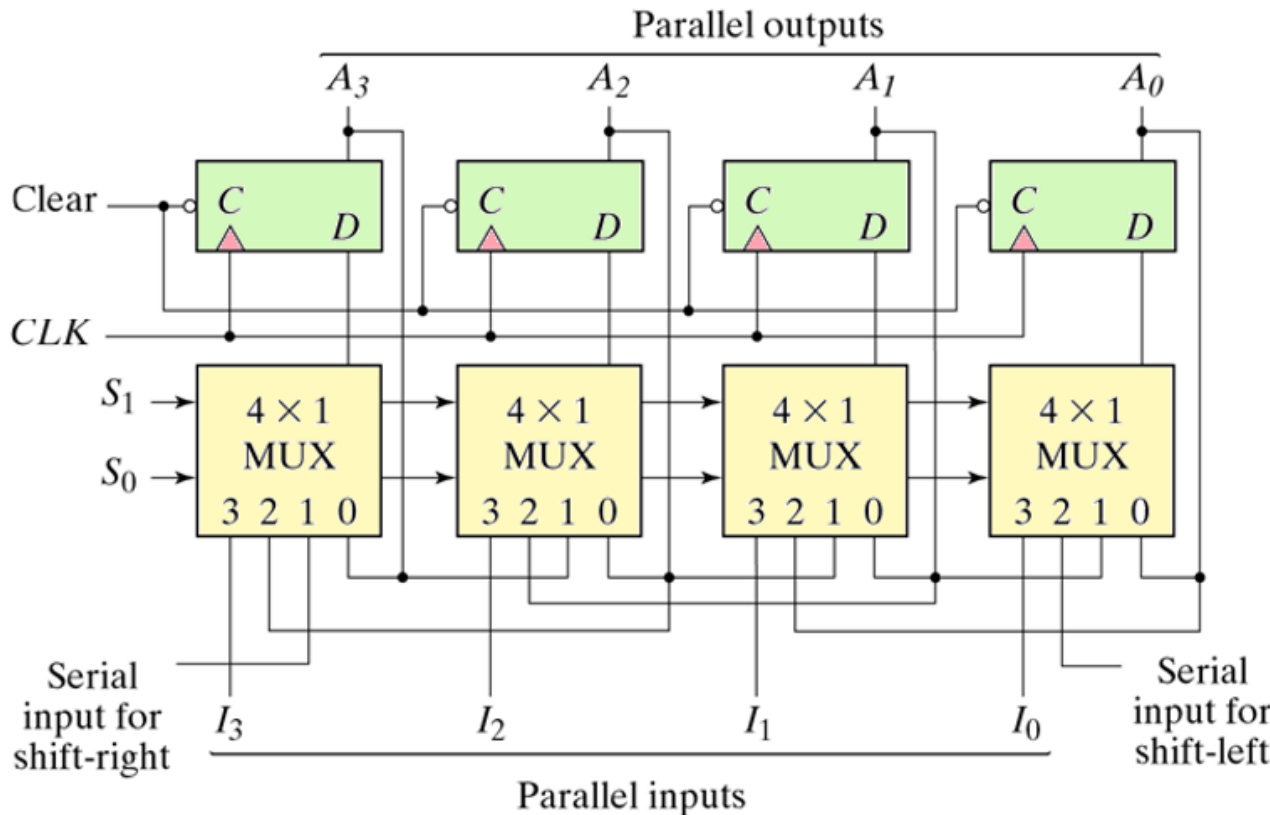 Parallel outputs
A3 A2 A1 A0
Clear C D C D C D C D
CLK
S1 4 × 1 4 × 1 4 × 1 4 × 1
S0 MUX MUX MUX MUX
3 2 1 0 3 2 1 0 3 2 1 0 3 2 1 0
Serial
input for
shift-right
I3 I2 I1 I0
Serial
input for
shift-left
Parallel inputs